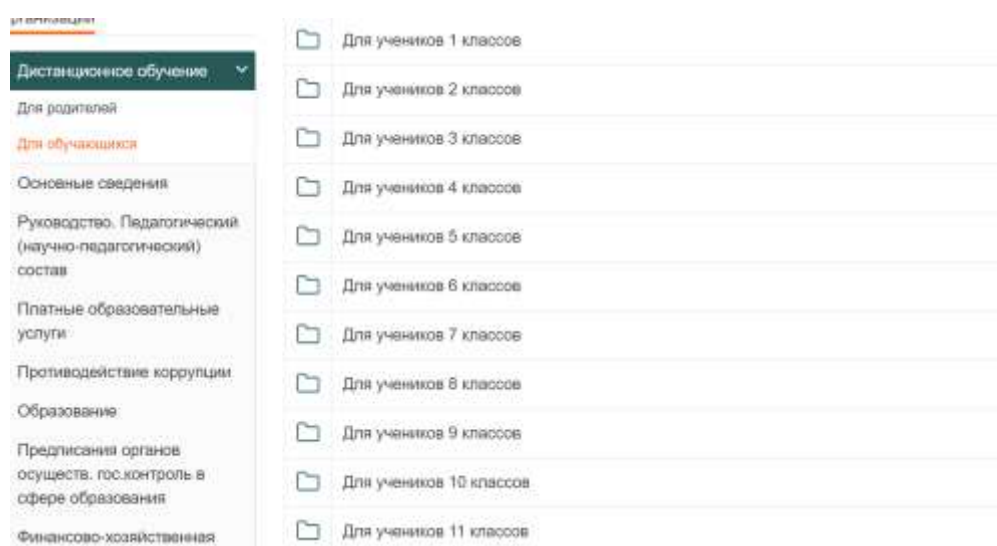 Дистанционное обучение
Для родителей
Для обучающихся
Основные сведения
Руководство. Педагогический
(научно-педагогический)
состав
Платные образовательные
услуги
Противодействие коррупции
Образование
Предписания органов
осуществ. гос.контроль в
сфере образования
Финансово-хозяйственная
Для учеников 1 классов
Для учеников 2 классов
Для учеников 3 классов
Для учеников 4 классов
Для учеников 5 классов
Для учеников 6 классов
Для учеников 7 классов
Для учеников 8 классов
Для учеников 9 классов
Для учеников 10 классов
Для учеников 11 классов